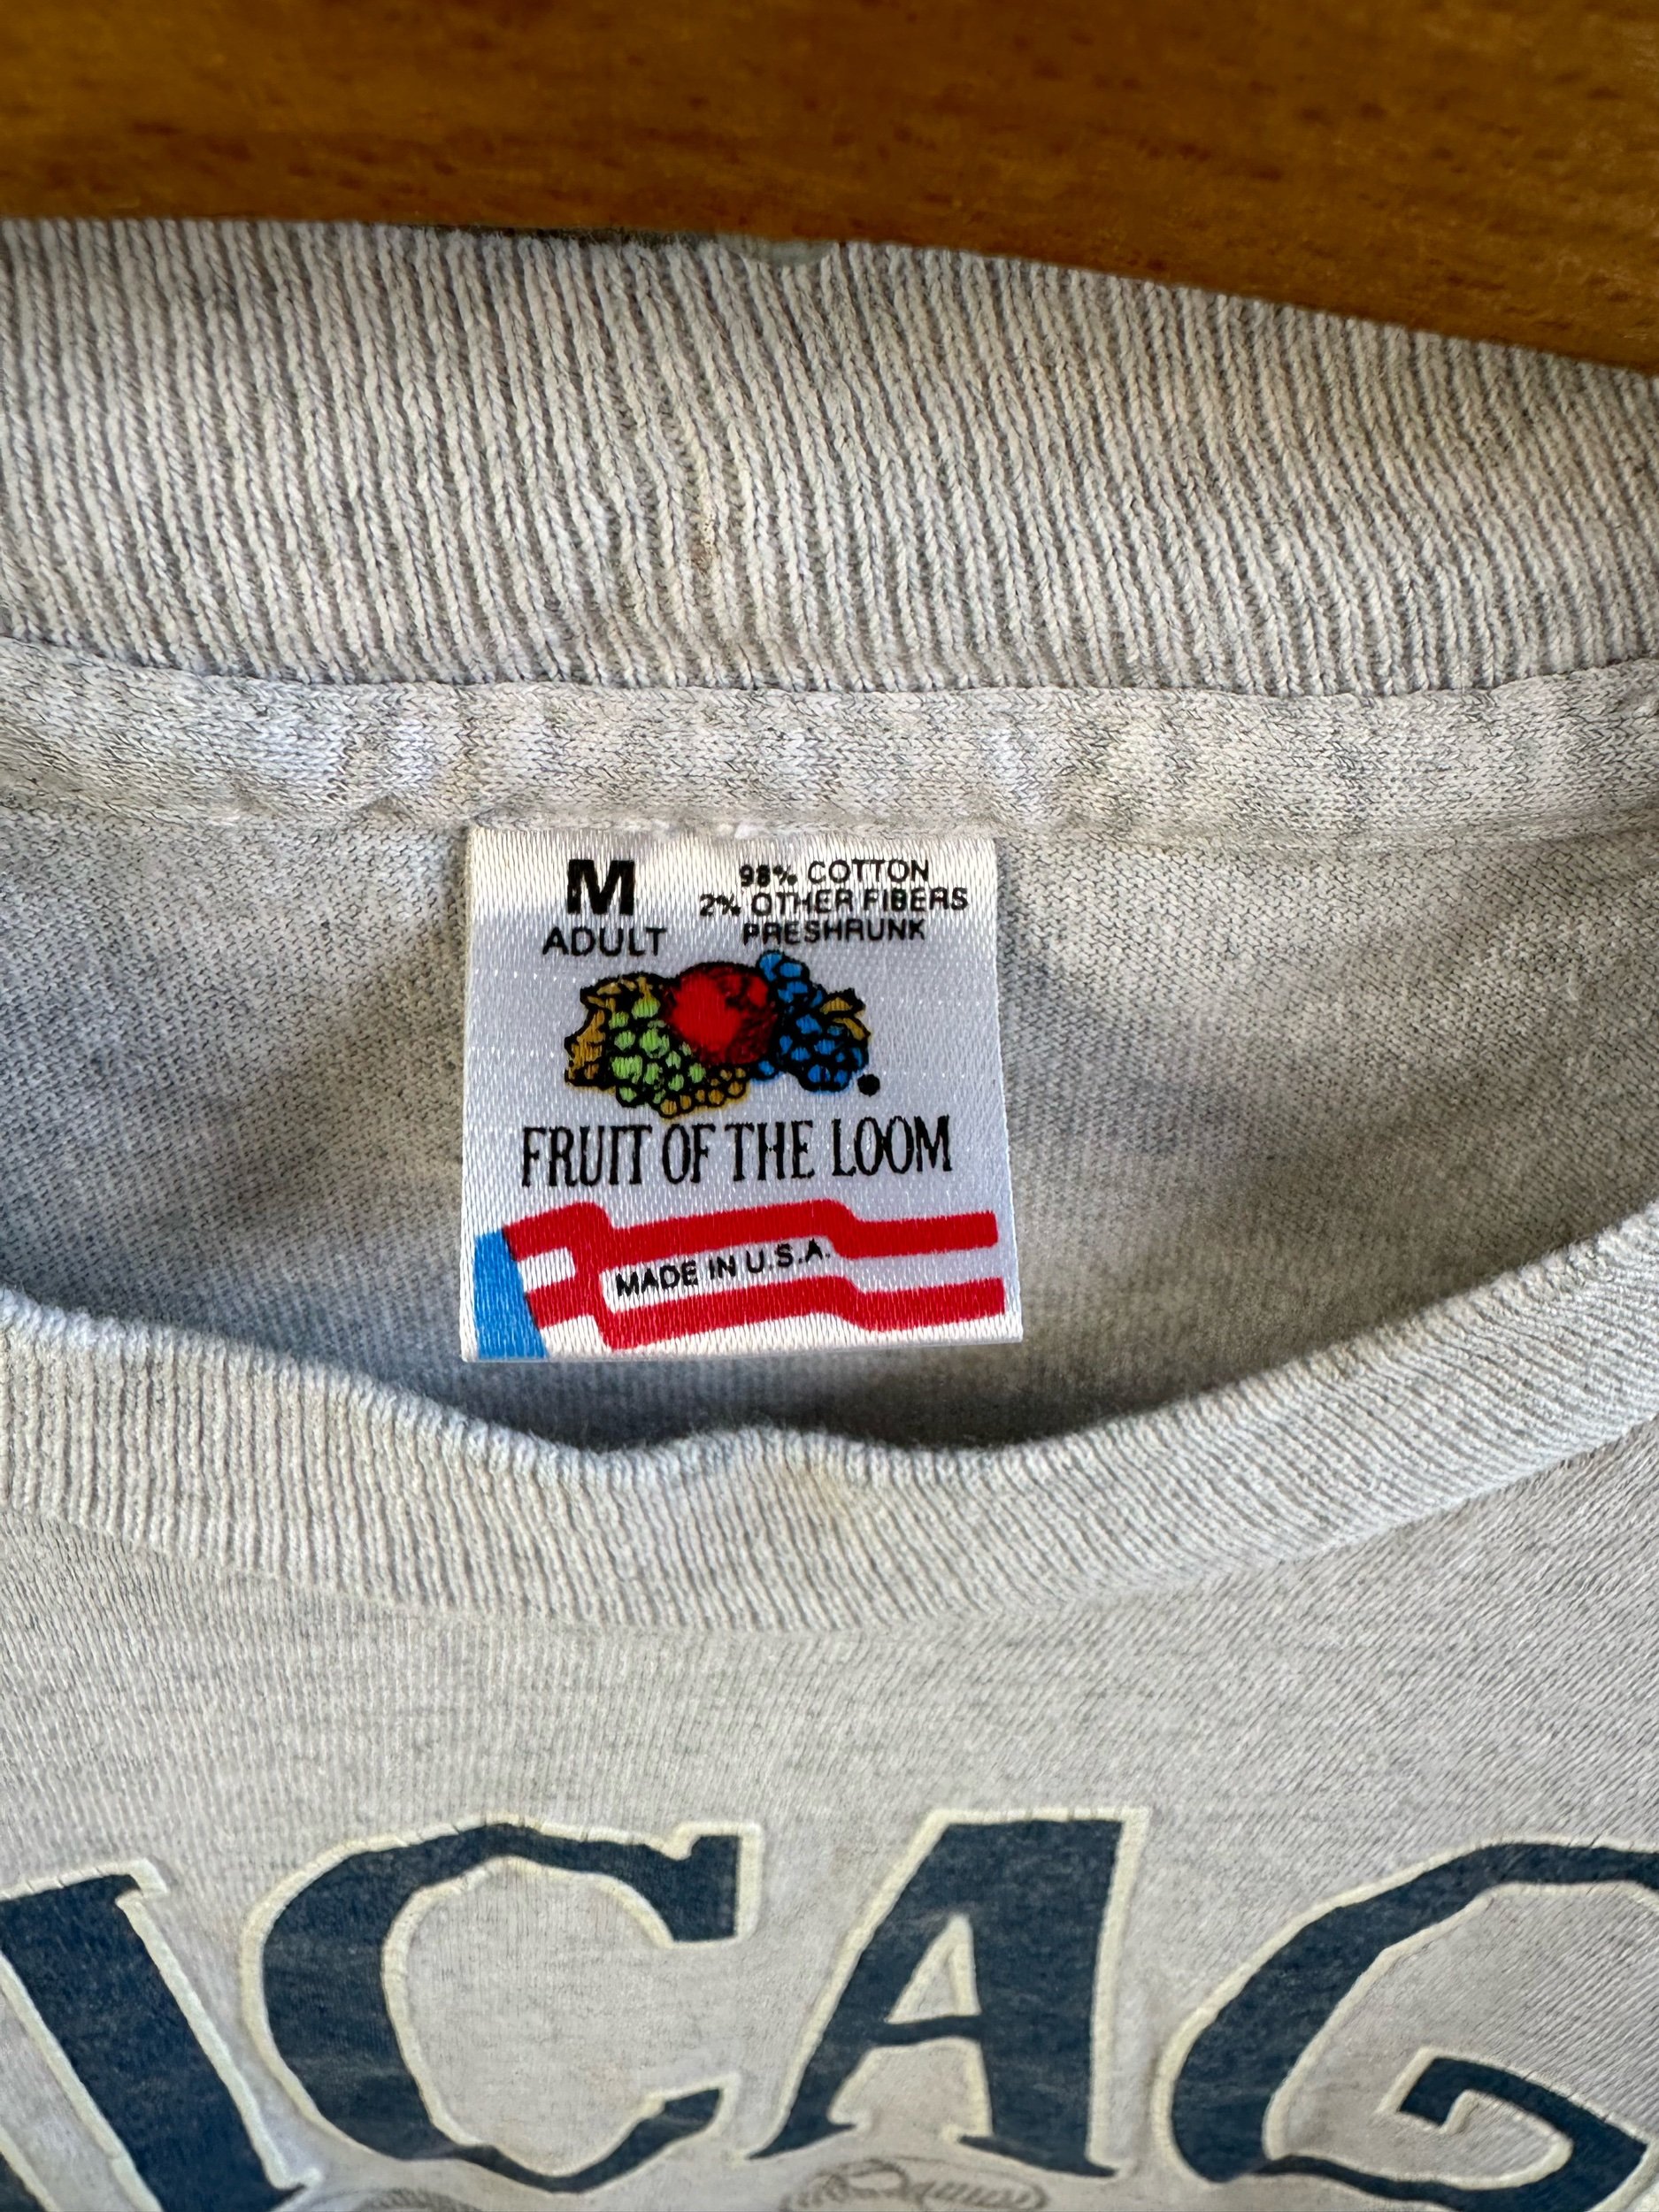 M
ADULT
98% COTTON
2% OTHER FIBERS
PRESHRUNK
FRUIT OF THE LOOM
MADE IN U.S.A.
ICAG